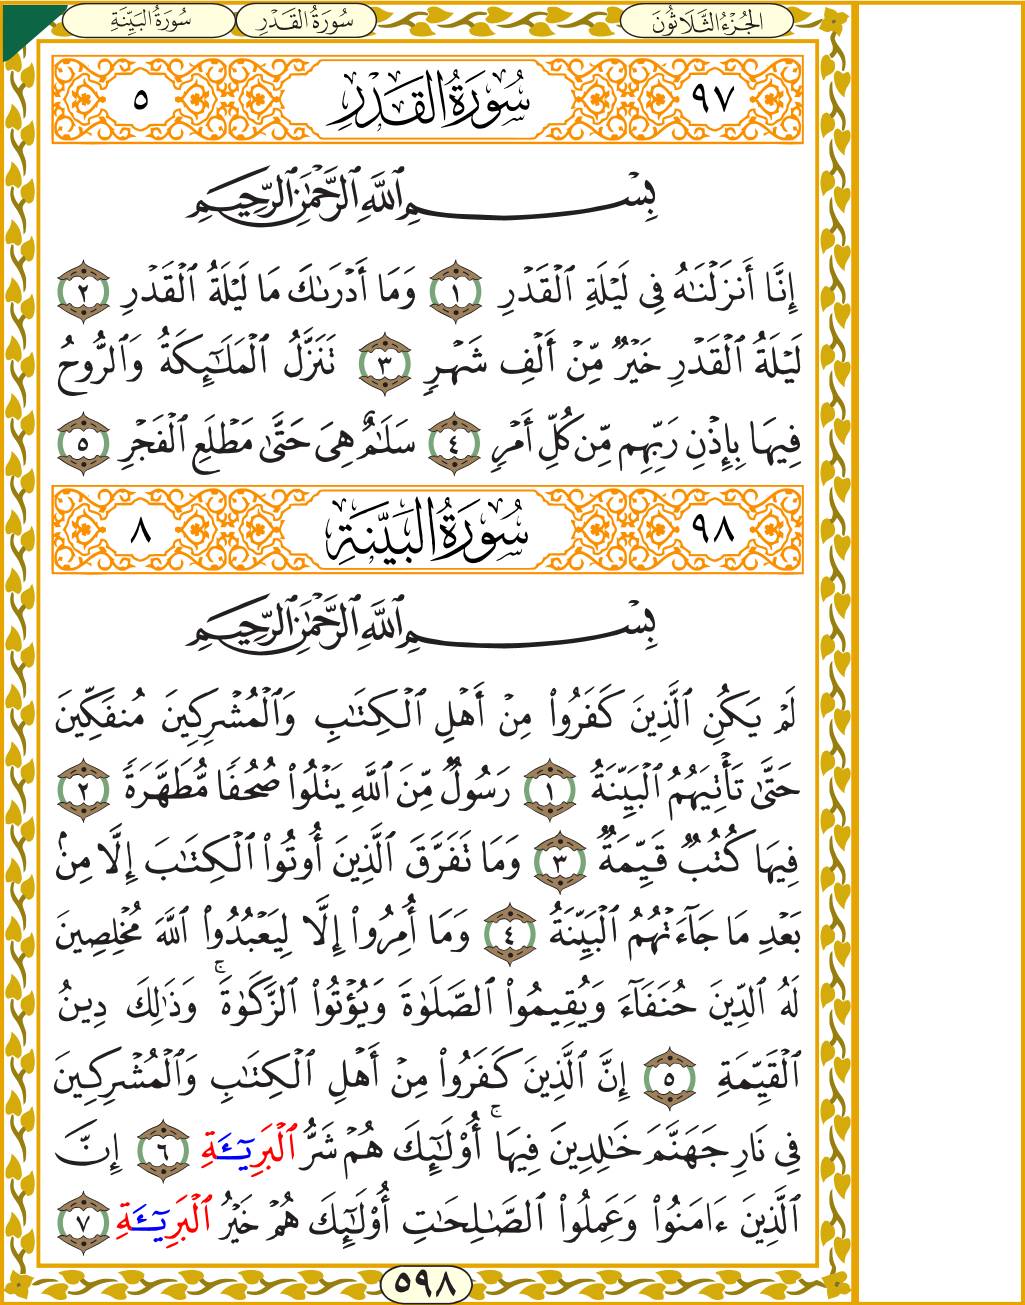 الجُزْءُ الثَّلَاثُونَ سُورَةُ القَدْرِ سُورَةُ البَيِّنَةِ
٩٧ سُورَةُ القَدْرِ ٥
بِسْمِ ٱللَّهِ ٱلرَّحْمَٰنِ ٱلرَّحِيمِ
إِنَّآ أَنزَلْنَٰهُ فِى لَيْلَةِ ٱلْقَدْرِ ١ وَمَآ أَدْرَىٰكَ مَا لَيْلَةُ ٱلْقَدْرِ ٢
لَيْلَةُ ٱلْقَدْرِ خَيْرٌ مِّنْ أَلْفِ شَهْرٍ ٣ تَنَزَّلُ ٱلْمَلَٰٓئِكَةُ وَٱلرُّوحُ
فِيهَا بِإِذْنِ رَبِّهِم مِّن كُلِّ أَمْرٍ ٤ سَلَٰمٌ هِىَ حَتَّىٰ مَطْلَعِ ٱلْفَجْرِ ٥
٩٨ سُورَةُ البَيِّنَةِ ٨
بِسْمِ ٱللَّهِ ٱلرَّحْمَٰنِ ٱلرَّحِيمِ
لَمْ يَكُنِ ٱلَّذِينَ كَفَرُوا۟ مِنْ أَهْلِ ٱلْكِتَٰبِ وَٱلْمُشْرِكِينَ مُنفَكِّينَ
حَتَّىٰ تَأْتِيَهُمُ ٱلْبَيِّنَةُ ١ رَسُولٌ مِّنَ ٱللَّهِ يَتْلُوا۟ صُحُفًا مُّطَهَّرَةً ٢
فِيهَا كُتُبٌ قَيِّمَةٌ ٣ وَمَا تَفَرَّقَ ٱلَّذِينَ أُوتُوا۟ ٱلْكِتَٰبَ إِلَّا مِنۢ
بَعْدِ مَا جَآءَتْهُمُ ٱلْبَيِّنَةُ ٤ وَمَآ أُمِرُوٓا۟ إِلَّا لِيَعْبُدُوا۟ ٱللَّهَ مُخْلِصِينَ
لَهُ ٱلدِّينَ حُنَفَآءَ وَيُقِيمُوا۟ ٱلصَّلَوٰةَ وَيُؤْتُوا۟ ٱلزَّكَوٰةَ ۚ وَذَٰلِكَ دِينُ
ٱلْقَيِّمَةِ ٥ إِنَّ ٱلَّذِينَ كَفَرُوا۟ مِنْ أَهْلِ ٱلْكِتَٰبِ وَٱلْمُشْرِكِينَ
فِى نَارِ جَهَنَّمَ خَٰلِدِينَ فِيهَآ ۚ أُو۟لَٰٓئِكَ هُمْ شَرُّ ٱلْبَرِيٓـَٔةِ ٦ إِنَّ
ٱلَّذِينَ ءَامَنُوا۟ وَعَمِلُوا۟ ٱلصَّٰلِحَٰتِ أُو۟لَٰٓئِكَ هُمْ خَيْرُ ٱلْبَرِيٓـَٔةِ ٧
٥٩٨